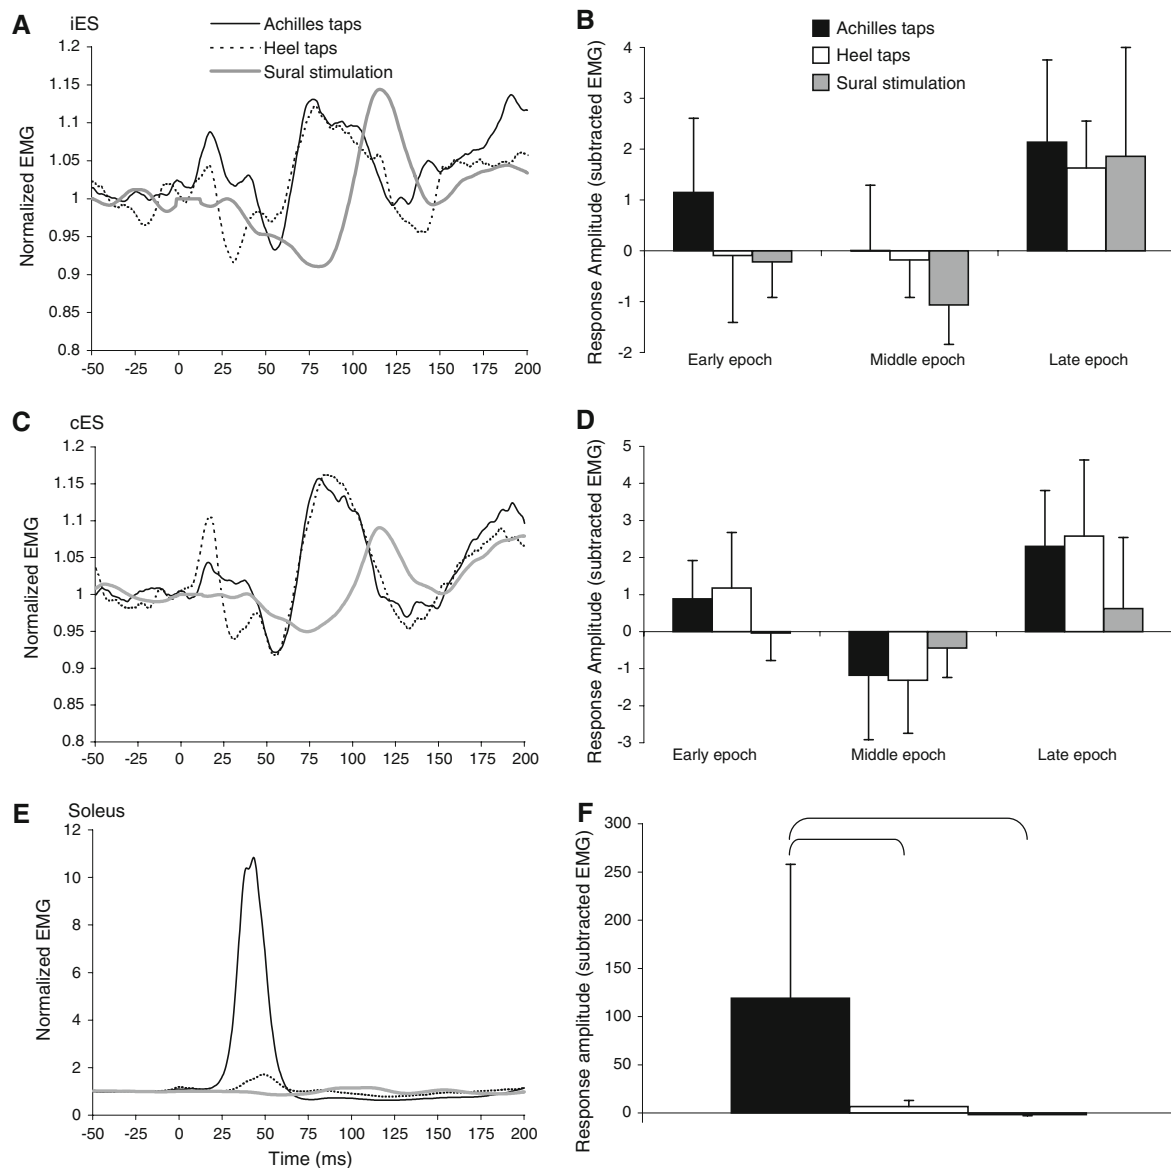 A
iES
Achilles taps
Heel taps
Sural stimulation
Normalized EMG
1.2
1.15
1.1
1.05
1
0.95
0.9
0.85
0.8
-50 -25 0 25 50 75 100 125 150 175 200
B
Achilles taps
Heel taps
Sural stimulation
Response Amplitude (subtracted EMG)
4
3
2
1
0
-1
-2
Early epoch Middle epoch Late epoch
C
cES
Normalized EMG
1.2
1.15
1.1
1.05
1
0.95
0.9
0.85
0.8
-50 -25 0 25 50 75 100 125 150 175 200
D
Response Amplitude (subtracted EMG)
5
4
3
2
1
0
-1
-2
-3
Early epoch Middle epoch Late epoch
E
Soleus
Normalized EMG
12
10
8
6
4
2
0
-50 -25 0 25 50 75 100 125 150 175 200
Time (ms)
F
Response amplitude (subtracted EMG)
300
250
200
150
100
50
0